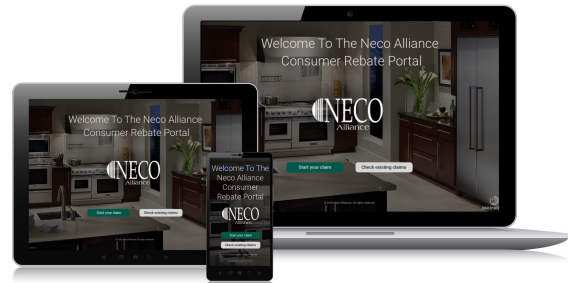 Welcome To The Neco Alliance
Consumer Rebate Portal
NECO
Alliance
Start your claim
Check existing claims
Welcome To The Neco Alliance
Consumer Rebate Portal
NECO
Alliance
Start your claim
Check existing claims
Welcome To The
Neco Alliance
Consumer
Rebate Portal
NECO
Alliance
Start your claim
Check existing claims